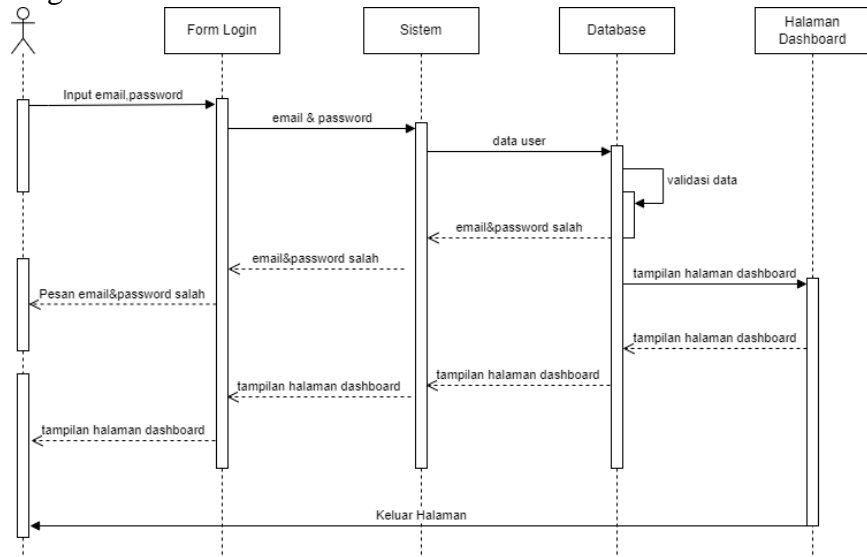 Form Login
Sistem
Database
Halaman
Dashboard
Input email,password
email & password
data user
validasi data
email&password salah
email&password salah
tampilan halaman dashboard
Pesan email&password salah
tampilan halaman dashboard
tampilan halaman dashboard
tampilan halaman dashboard
tampilan halaman dashboard
Keluar Halaman